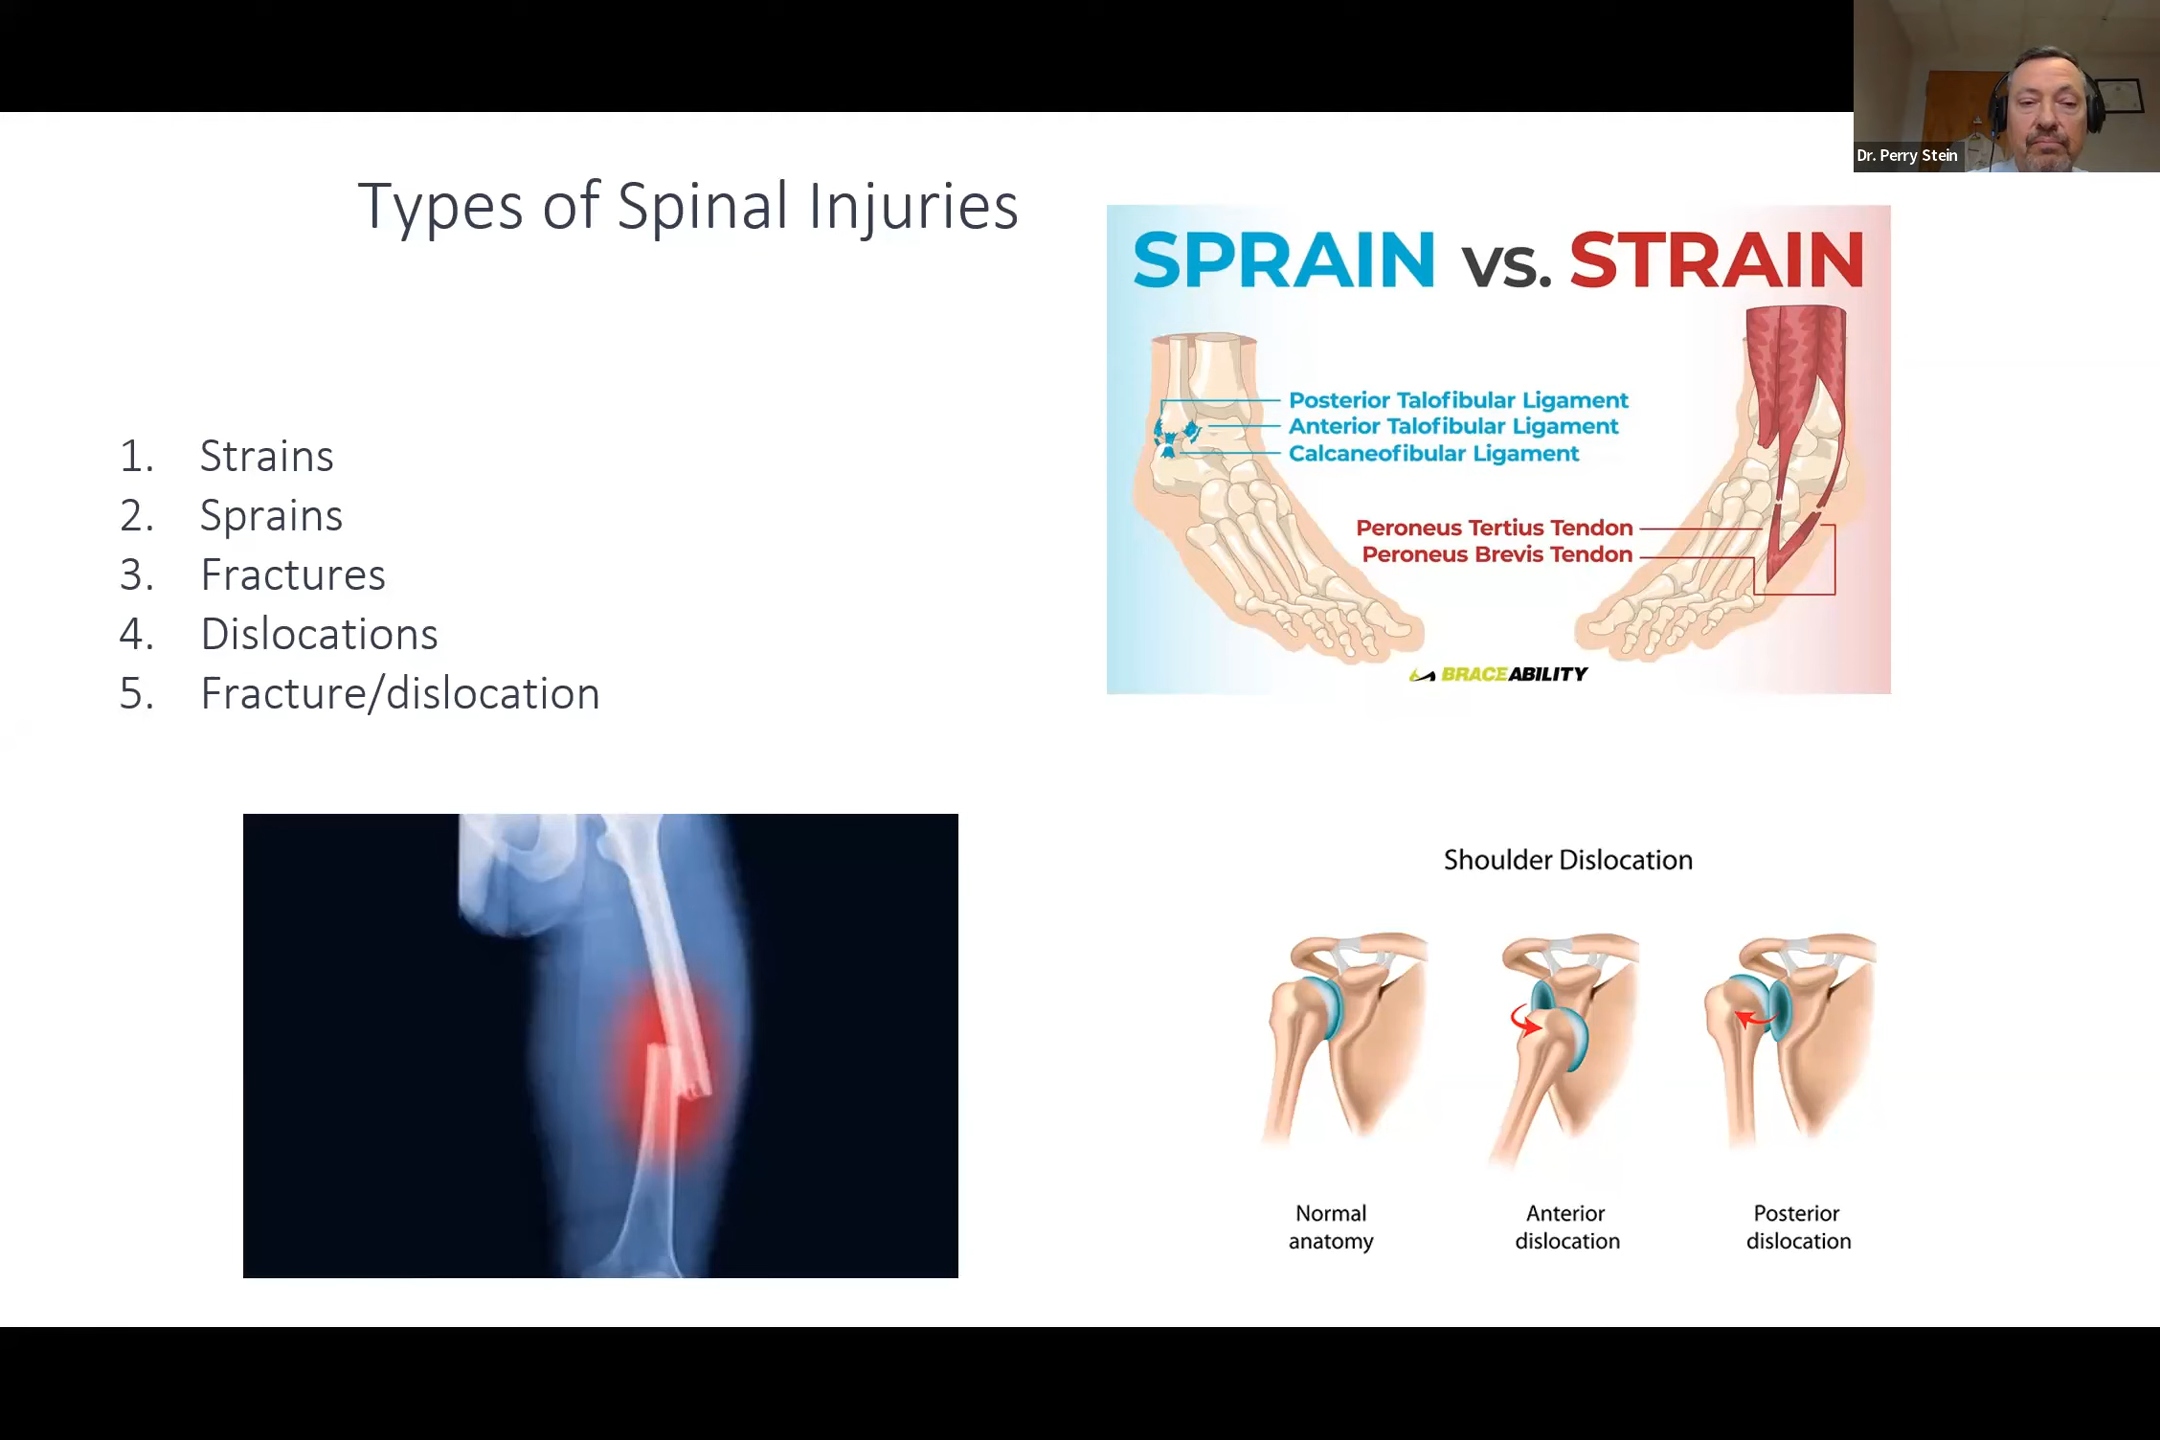 Dr. Perry Stein
Types of Spinal Injuries
1. Strains
2. Sprains
3. Fractures
4. Dislocations
5. Fracture/dislocation
SPRAIN vs. STRAIN
Posterior Talofibular Ligament
Anterior Talofibular Ligament
Calcaneofibular Ligament
Peroneus Tertius Tendon
Peroneus Brevis Tendon
BRACEABILITY
Shoulder Dislocation
Normal
anatomy
Anterior
dislocation
Posterior
dislocation